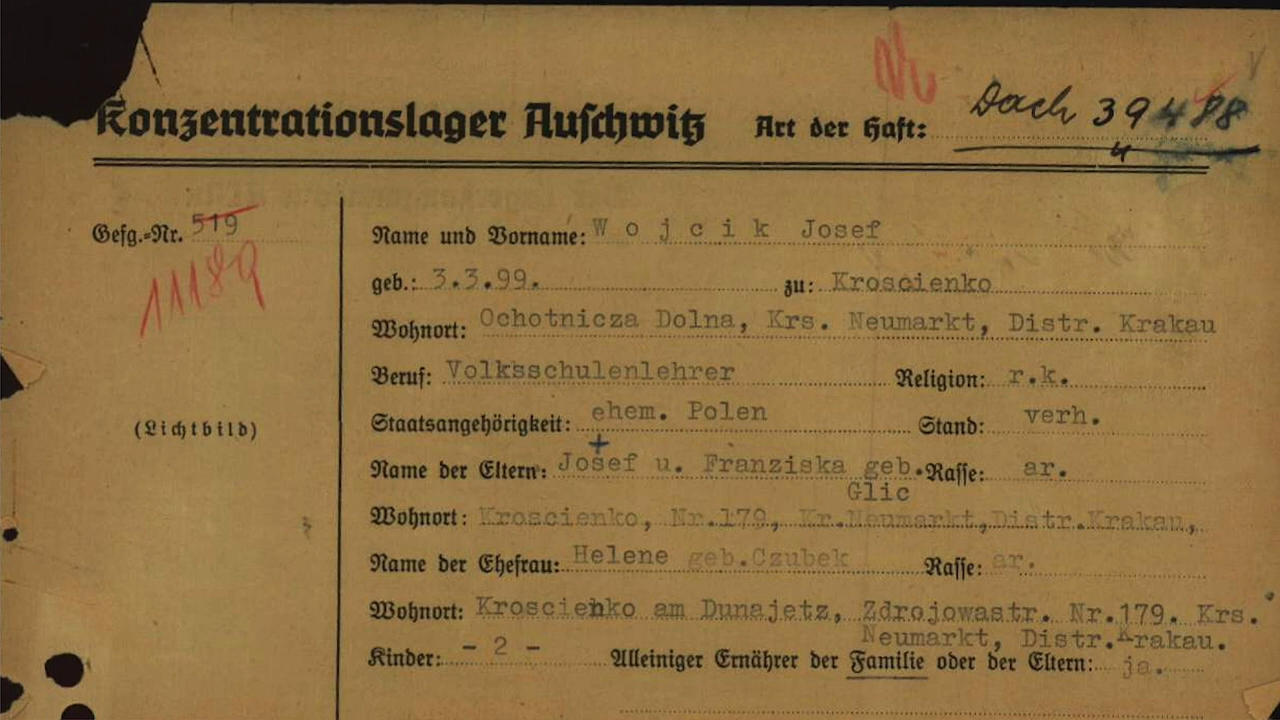 Konzentrationslager Auschwitz Art der Haft: Dach 39488
Gefg.-Nr. 519
11189
Name und Vorname: Wojcik Josef
geb.: 3.3.99. zu: Kroscienko
Wohnort: Ochotnicza Dolna, Krs. Neumarkt, Distr. Krakau
Beruf: Volksschulenlehrer Religion: r.k.
(Lichtbild)
Staatsangehörigkeit: ehem. Polen Stand: verh.
Name der Eltern: Josef u. Franziska geb. Rasse: ar.
Glic
Wohnort: Kroscienko, Nr.179, Kr.Neumarkt,Distr.Krakau,
Name der Ehefrau: Helene geb.Czubek Rasse: ar.
Wohnort: Kroscienko am Dunajetz, Zdrojowastr. Nr.179. Krs.
Neumarkt, Distr.Krakau.
Kinder: - 2 - Alleiniger Ernährer der Familie oder der Eltern: ja.